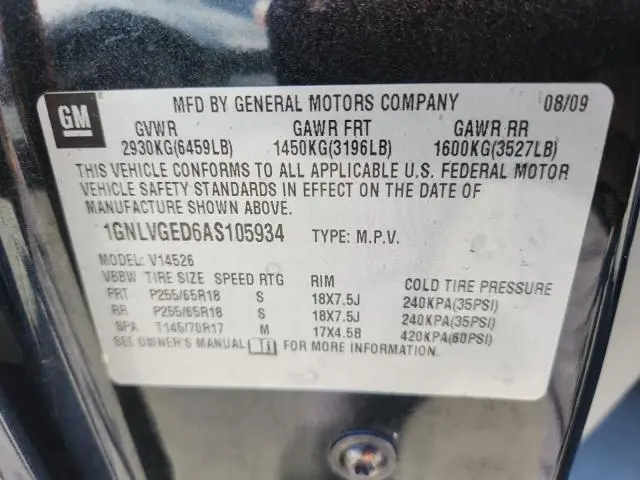 GM MFD BY GENERAL MOTORS COMPANY 08/09
GVWR GAWR FRT GAWR RR
2930KG(6459LB) 1450KG(3196LB) 1600KG(3527LB)
THIS VEHICLE CONFORMS TO ALL APPLICABLE U.S. FEDERAL MOTOR
VEHICLE SAFETY STANDARDS IN EFFECT ON THE DATE OF
MANUFACTURE SHOWN ABOVE.
1GNLVGED6AS105934 TYPE: M.P.V.
MODEL: V14526
VBBW TIRE SIZE SPEED RTG RIM COLD TIRE PRESSURE
FRT P255/65R18 S 18X7.5J 240KPA(35PSI)
RR P255/65R18 S 18X7.5J 240KPA(35PSI)
SPA T145/70R17 M 17X4.5B 420KPA(60PSI)
SEE OWNER'S MANUAL FOR MORE INFORMATION.